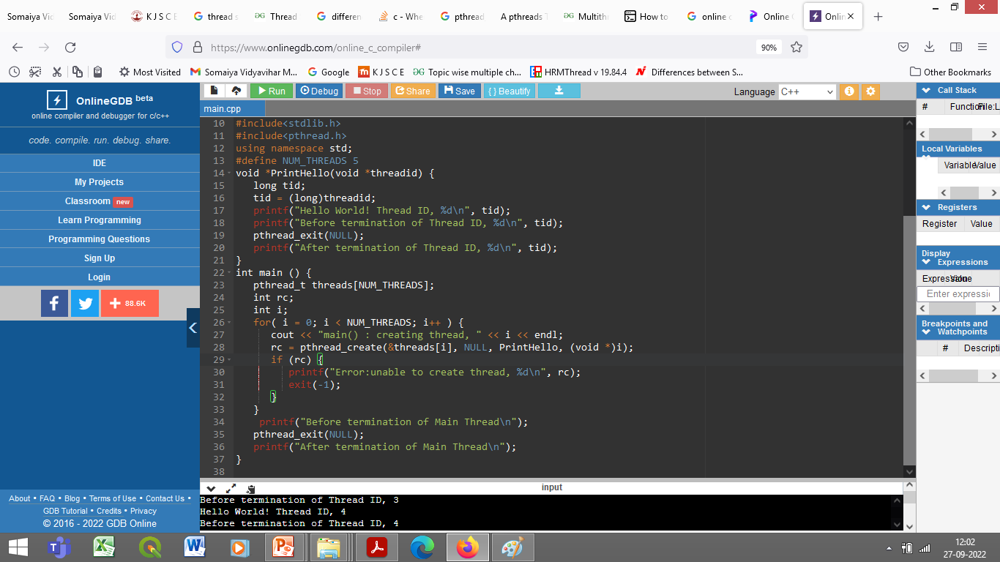 Somaiya Vid
Somaiya Vid
K J S C E
thread s
Thread
differen
c - Whe
pthread
A pthreads T
Multith
How to
online c
Online
Onlin
https://www.onlinegdb.com/online_c_compiler#
90%
Most Visited
Somaiya Vidyavihar M...
Google
K J S C E
Topic wise multiple ch...
HRMThread v 19.84.4
Differences between S...
Other Bookmarks
OnlineGDB beta
online compiler and debugger for c/c++
code. compile. run. debug. share.
IDE
My Projects
Classroom new
Learn Programming
Programming Questions
Sign Up
Login
88.6K
About • FAQ • Blog • Terms of Use • Contact Us •
GDB Tutorial • Credits • Privacy
© 2016 - 2022 GDB Online
Run
Debug
Stop
Share
Save
{ } Beautify
Language C++
main.cpp
10 #include<stdlib.h>
11 #include<pthread.h>
12 using namespace std;
13 #define NUM_THREADS 5
14 void *PrintHello(void *threadid) {
15    long tid;
16    tid = (long)threadid;
17    printf("Hello World! Thread ID, %d\n", tid);
18    printf("Before termination of Thread ID, %d\n", tid);
19    pthread_exit(NULL);
20    printf("After termination of Thread ID, %d\n", tid);
21 }
22 int main () {
23    pthread_t threads[NUM_THREADS];
24    int rc;
25    int i;
26    for( i = 0; i < NUM_THREADS; i++ ) {
27       cout << "main() : creating thread, " << i << endl;
28       rc = pthread_create(&threads[i], NULL, PrintHello, (void *)i);
29       if (rc) {
30          printf("Error:unable to create thread, %d\n", rc);
31          exit(-1);
32       }
33    }
34     printf("Before termination of Main Thread\n");
35    pthread_exit(NULL);
36    printf("After termination of Main Thread\n");
37 }
38
input
Before termination of Thread ID, 3
Hello World! Thread ID, 4
Before termination of Thread ID, 4
Call Stack
# Function File:L
Local Variables
Variable Value
Registers
Register Value
Display
Expressions
Expression Value
Enter expressi
Breakpoints and
Watchpoints
# Descripti
12:02
27-09-2022